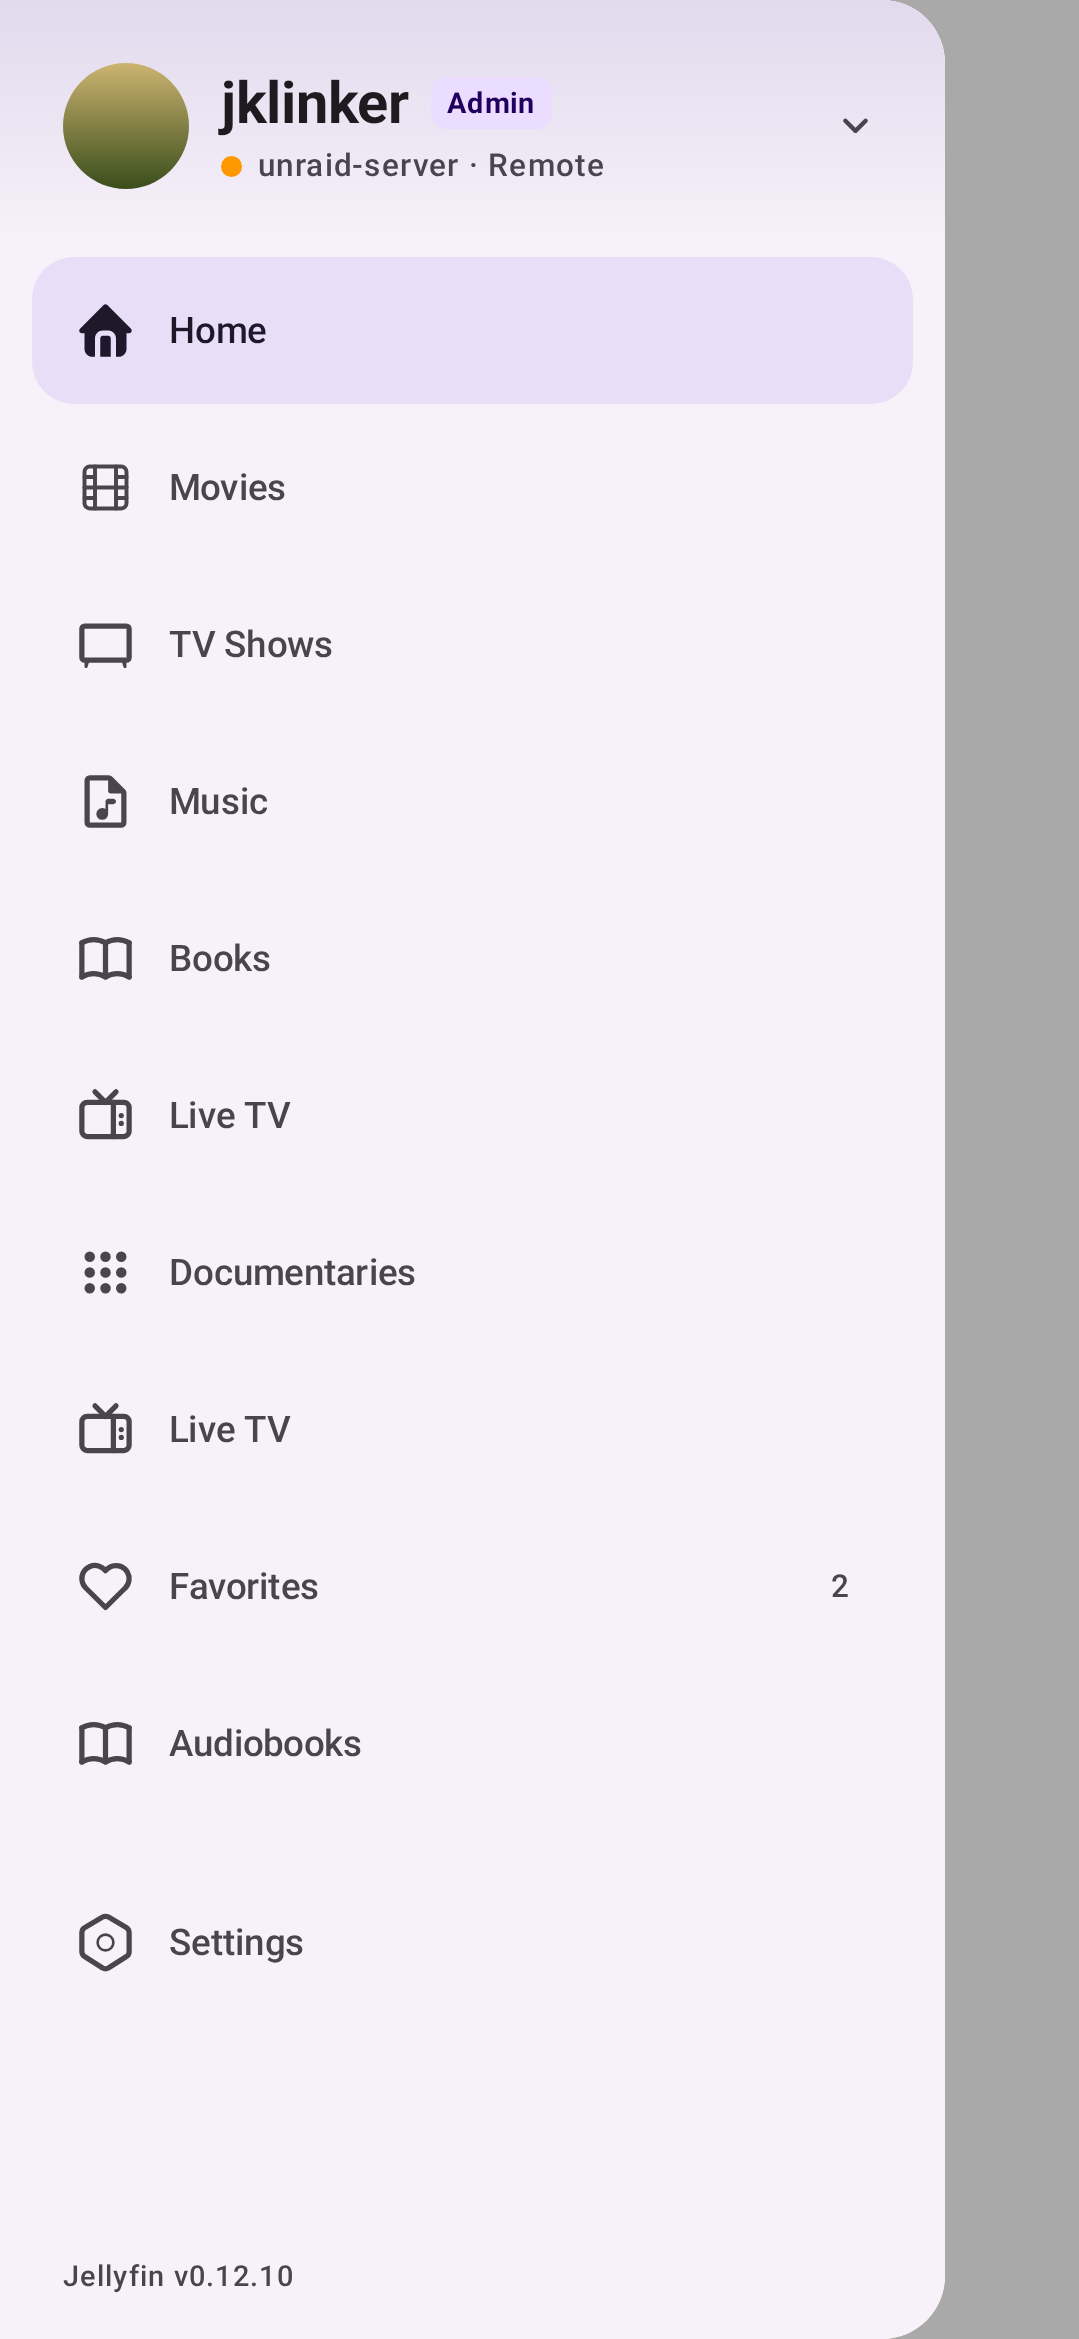 jklinker Admin
unraid-server · Remote
Home
Movies
TV Shows
Music
Books
Live TV
Documentaries
Live TV
Favorites 2
Audiobooks
Settings
Jellyfin v0.12.10